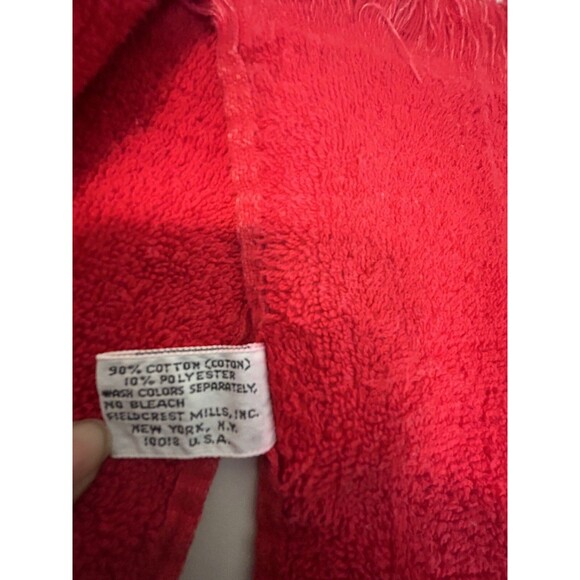 90% COTTON (COTON)
10% POLYESTER
WASH COLORS SEPARATELY,
NO BLEACH
FIELDCREST MILLS, INC.
NEW YORK, N.Y.
10018 U.S.A.